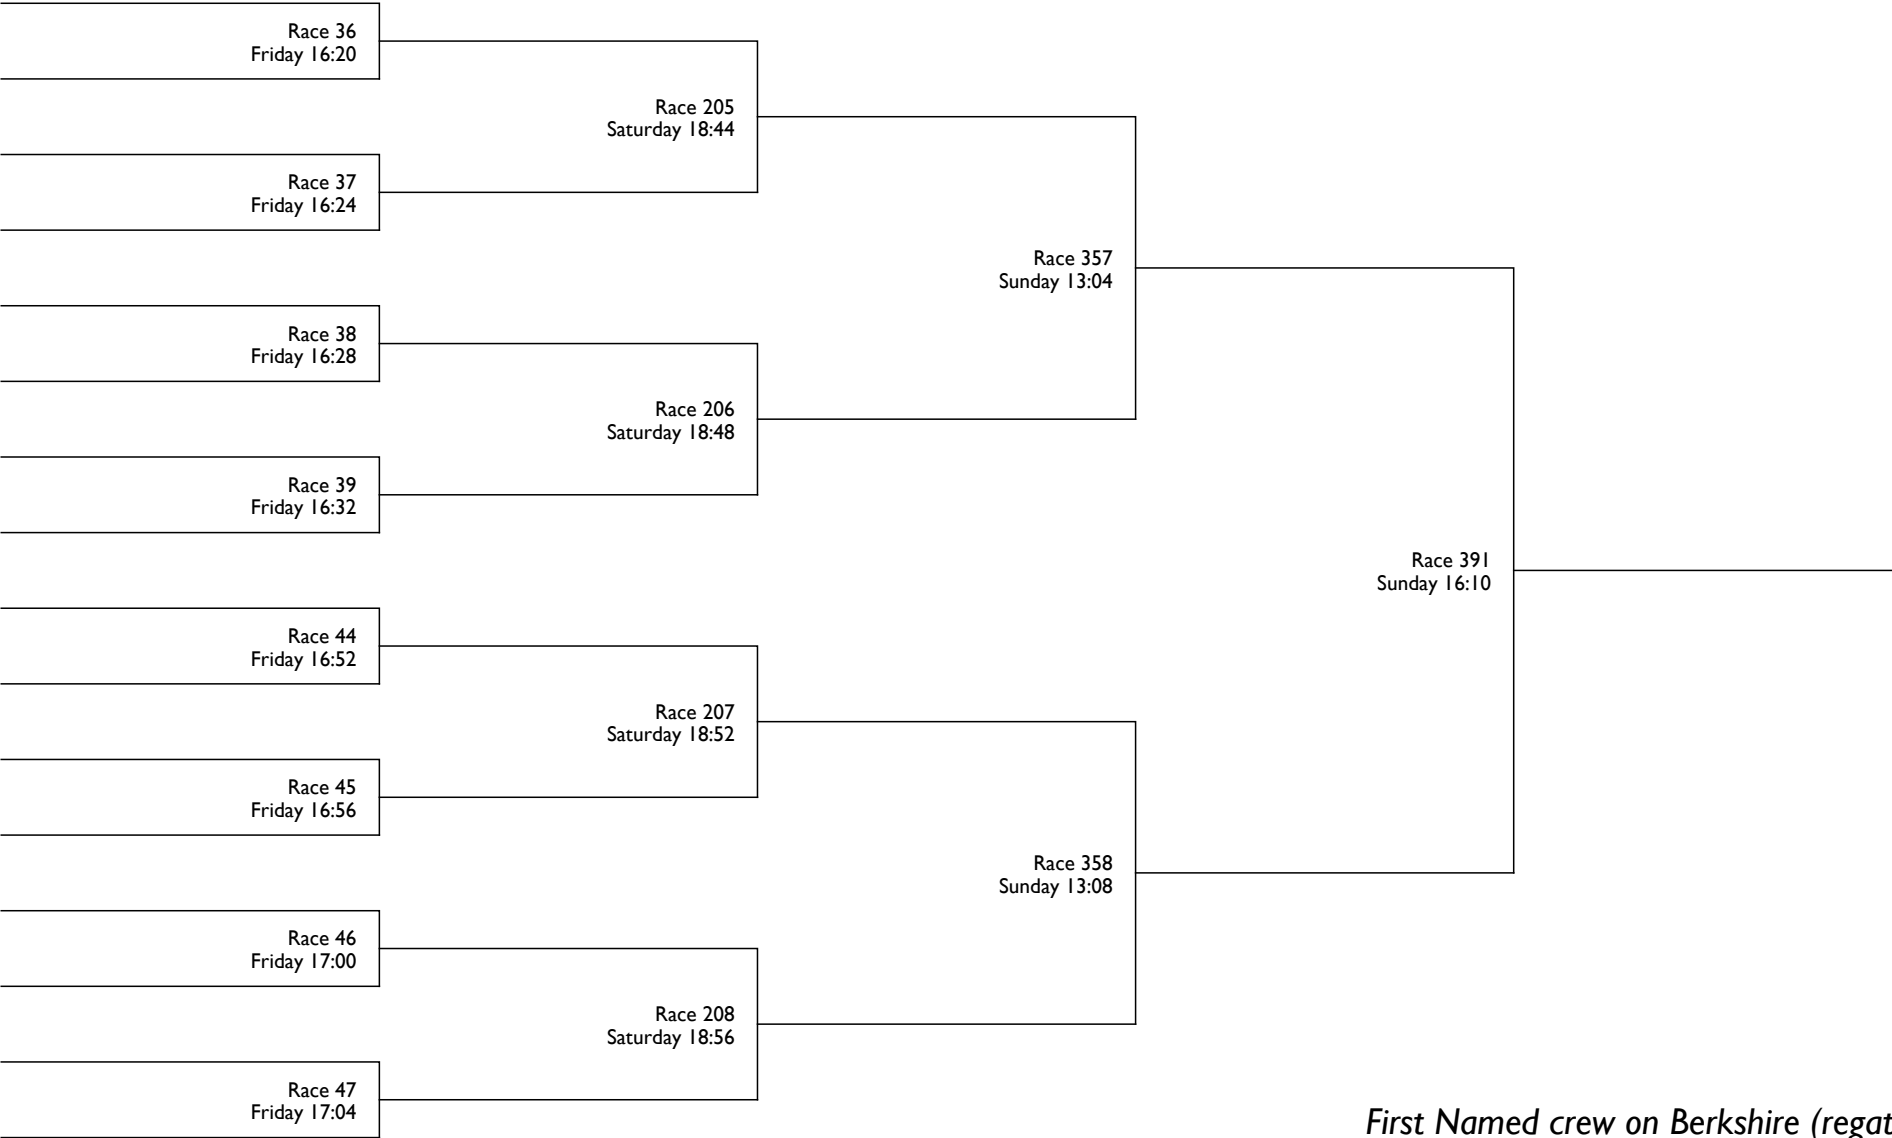 Race 36
Friday 16:20
Race 205
Saturday 18:44
Race 37
Friday 16:24
Race 357
Sunday 13:04
Race 38
Friday 16:28
Race 206
Saturday 18:48
Race 39
Friday 16:32
Race 391
Sunday 16:10
Race 44
Friday 16:52
Race 207
Saturday 18:52
Race 45
Friday 16:56
Race 358
Sunday 13:08
Race 46
Friday 17:00
Race 208
Saturday 18:56
Race 47
Friday 17:04
First Named crew on Berkshire (regat